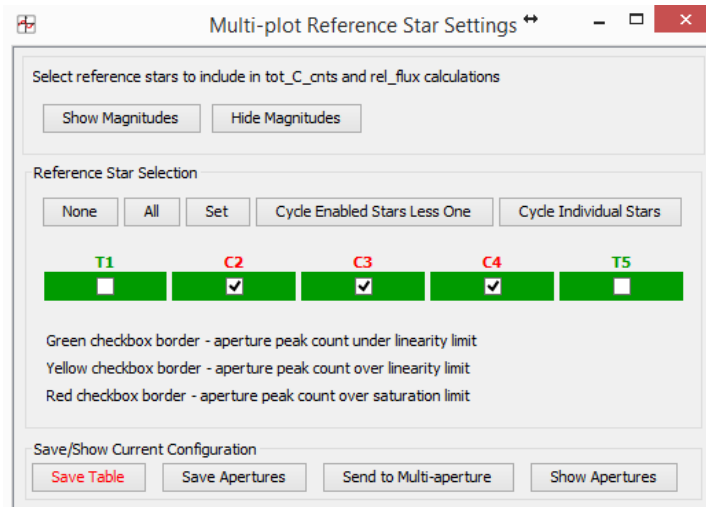 Multi-plot Reference Star Settings
Select reference stars to include in tot_C_cnts and rel_flux calculations
Show Magnitudes Hide Magnitudes
Reference Star Selection
None All Set Cycle Enabled Stars Less One Cycle Individual Stars
T1 C2 C3 C4 T5
Green checkbox border - aperture peak count under linearity limit
Yellow checkbox border - aperture peak count over linearity limit
Red checkbox border - aperture peak count over saturation limit
Save/Show Current Configuration
Save Table Save Apertures Send to Multi-aperture Show Apertures